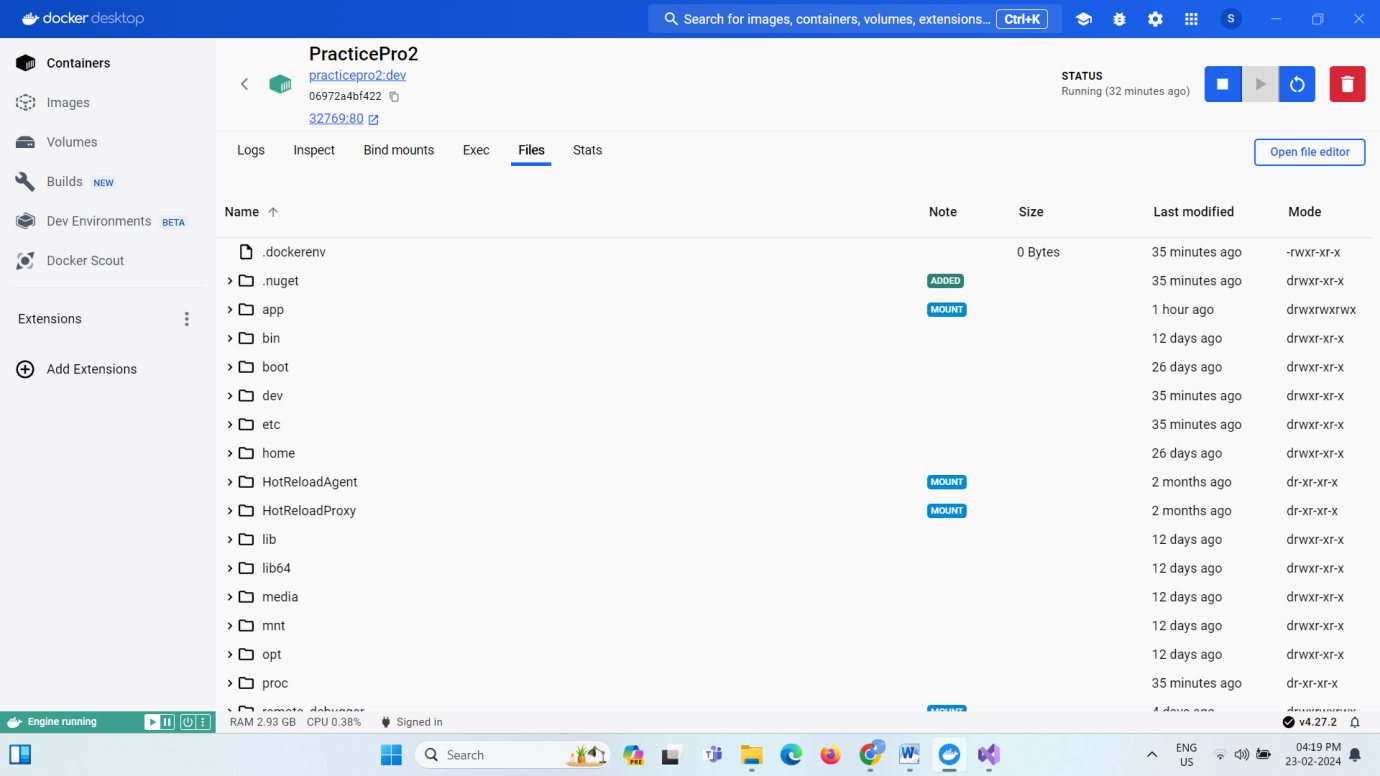 docker desktop
Search for images, containers, volumes, extensions... Ctrl+K
S
Containers
Images
Volumes
Builds NEW
Dev Environments BETA
Docker Scout
Extensions
Add Extensions
PracticePro2
practicepro2:dev
06972a4bf422
32769:80
STATUS
Running (32 minutes ago)
Logs Inspect Bind mounts Exec Files Stats
Open file editor
Name Note Size Last modified Mode
.dockerenv 0 Bytes 35 minutes ago -rwxr-xr-x
.nuget ADDED 35 minutes ago drwxr-xr-x
app MOUNT 1 hour ago drwxrwxrwx
bin 12 days ago drwxr-xr-x
boot 26 days ago drwxr-xr-x
dev 35 minutes ago drwxr-xr-x
etc 35 minutes ago drwxr-xr-x
home 26 days ago drwxr-xr-x
HotReloadAgent MOUNT 2 months ago dr-xr-xr-x
HotReloadProxy MOUNT 2 months ago dr-xr-xr-x
lib 12 days ago drwxr-xr-x
lib64 12 days ago drwxr-xr-x
media 12 days ago drwxr-xr-x
mnt 12 days ago drwxr-xr-x
opt 12 days ago drwxr-xr-x
proc 35 minutes ago dr-xr-xr-x
remote_debugger MOUNT 4 days ago drwxrwxrwx
Engine running
RAM 2.93 GB CPU 0.38% Signed in
v4.27.2
Search
PRE
ENG
US
04:19 PM
23-02-2024